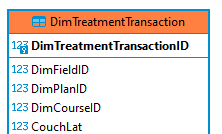 DimTreatmentTransaction
123 DimTreatmentTransactionID
123 DimFieldID
123 DimPlanID
123 DimCourseID
123 CouchLat